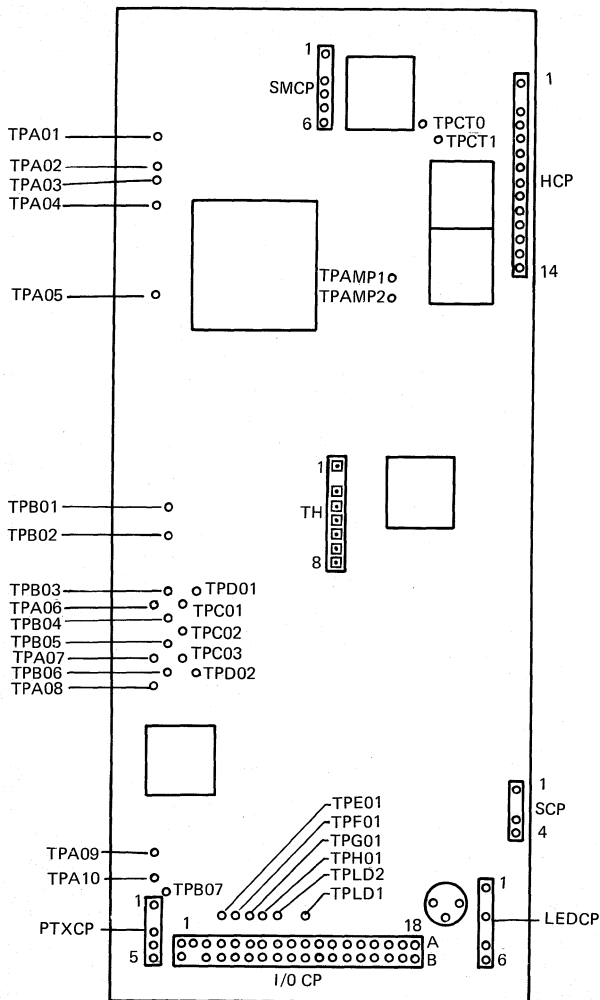 1
SMCP
6
1
HCP
14
TPCT0
TPCT1
TPA01
TPA02
TPA03
TPA04
TPA05
TPAMP1
TPAMP2
1
TH
8
TPB01
TPB02
TPB03
TPD01
TPA06
TPC01
TPB04
TPC02
TPB05
TPA07
TPC03
TPB06
TPD02
TPA08
1
SCP
4
TPE01
TPF01
TPG01
TPH01
TPLD2
TPLD1
TPA09
TPA10
TPB07
1
PTXCP
5
1
18
A
B
I/0 CP
1
LEDCP
6